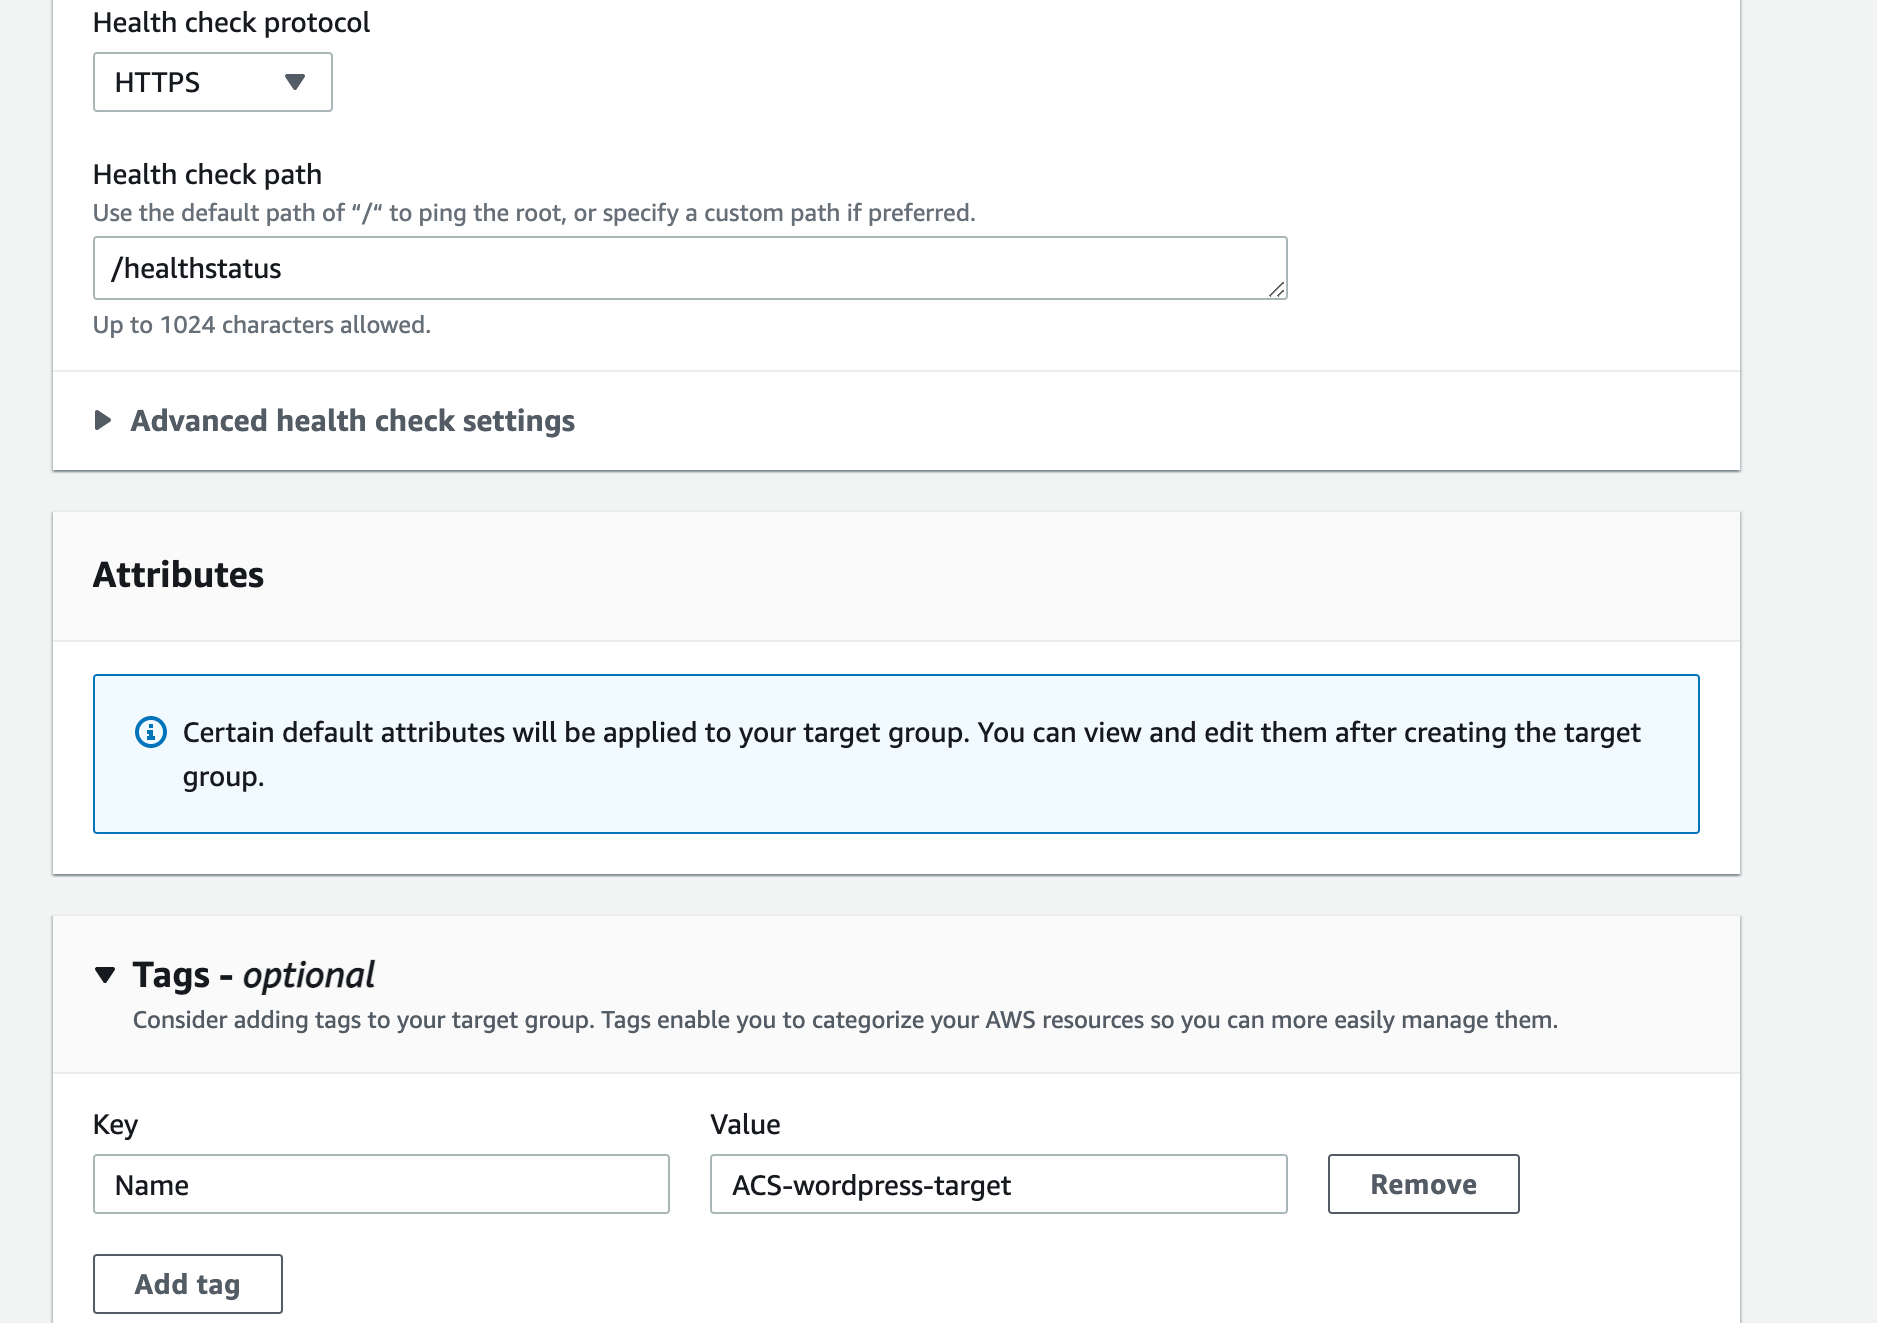 Health check protocol
HTTPS
Health check path
Use the default path of “/“ to ping the root, or specify a custom path if preferred.
/healthstatus
Up to 1024 characters allowed.
Advanced health check settings
Attributes
Certain default attributes will be applied to your target group. You can view and edit them after creating the target
group.
Tags - optional
Consider adding tags to your target group. Tags enable you to categorize your AWS resources so you can more easily manage them.
Key
Value
Name
ACS-wordpress-target
Remove
Add tag